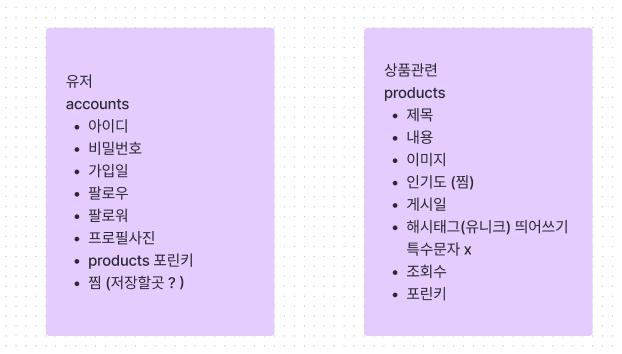 유저
accounts
• 아이디
• 비밀번호
• 가입일
• 팔로우
• 팔로워
• 프로필사진
• products 포린키
• 찜 (저장할곳 ? )
상품관련
products
• 제목
• 내용
• 이미지
• 인기도 (찜)
• 게시일
• 해시태그(유니크) 띄어쓰기
특수문자 x
• 조회수
• 포린키